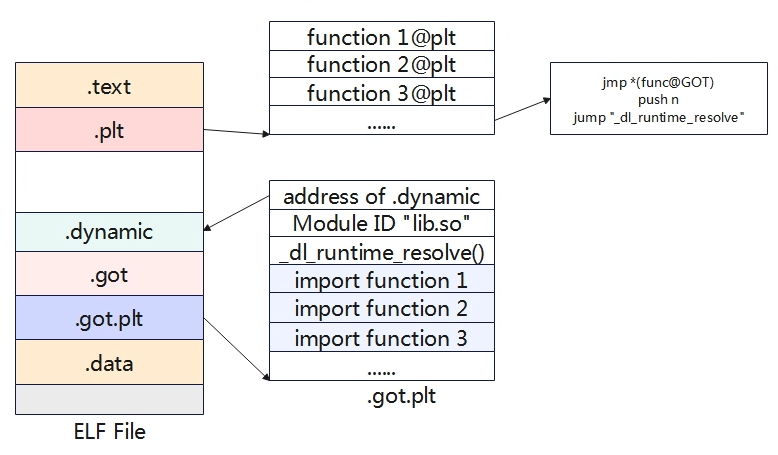 .text
.plt
.dynamic
.got
.got.plt
.data
ELF File
function 1@plt
function 2@plt
function 3@plt
......
jmp *(func@GOT)
push n
jump "_dl_runtime_resolve"
address of .dynamic
Module ID "lib.so"
_dl_runtime_resolve()
import function 1
import function 2
import function 3
......
.got.plt